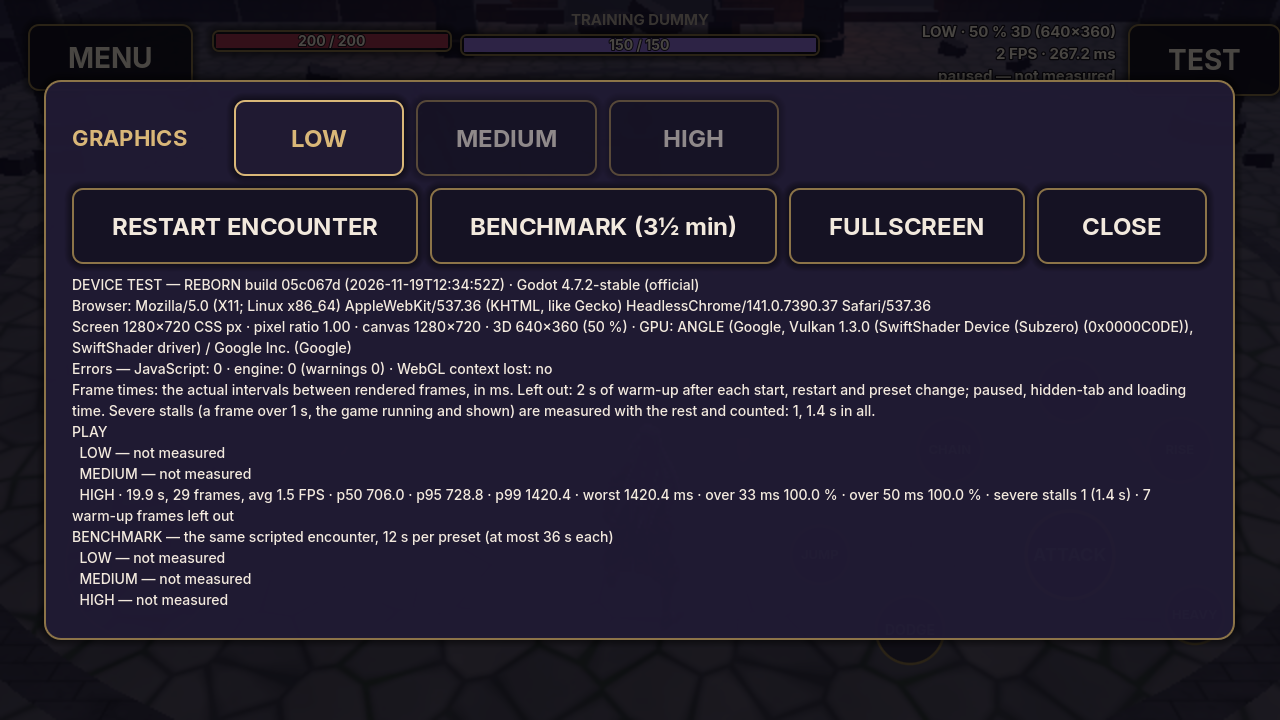 TRAINING DUMMY
MENU
200 / 200
150 / 150
LOW · 50 % 3D (640×360)
2 FPS · 267.2 ms
paused — not measured
TEST
GRAPHICS
LOW
MEDIUM
HIGH
RESTART ENCOUNTER
BENCHMARK (3½ min)
FULLSCREEN
CLOSE
DEVICE TEST — REBORN build 05c067d (2026-11-19T12:34:52Z) · Godot 4.7.2-stable (official)
Browser: Mozilla/5.0 (X11; Linux x86_64) AppleWebKit/537.36 (KHTML, like Gecko) HeadlessChrome/141.0.7390.37 Safari/537.36
Screen 1280×720 CSS px · pixel ratio 1.00 · canvas 1280×720 · 3D 640×360 (50 %) · GPU: ANGLE (Google, Vulkan 1.3.0 (SwiftShader Device (Subzero) (0x0000C0DE)),
SwiftShader driver) / Google Inc. (Google)
Errors — JavaScript: 0 · engine: 0 (warnings 0) · WebGL context lost: no
Frame times: the actual intervals between rendered frames, in ms. Left out: 2 s of warm-up after each start, restart and preset change; paused, hidden-tab and loading
time. Severe stalls (a frame over 1 s, the game running and shown) are measured with the rest and counted: 1, 1.4 s in all.
PLAY
LOW — not measured
MEDIUM — not measured
HIGH · 19.9 s, 29 frames, avg 1.5 FPS · p50 706.0 · p95 728.8 · p99 1420.4 · worst 1420.4 ms · over 33 ms 100.0 % · over 50 ms 100.0 % · severe stalls 1 (1.4 s) · 7
warm-up frames left out
BENCHMARK — the same scripted encounter, 12 s per preset (at most 36 s each)
LOW — not measured
MEDIUM — not measured
HIGH — not measured